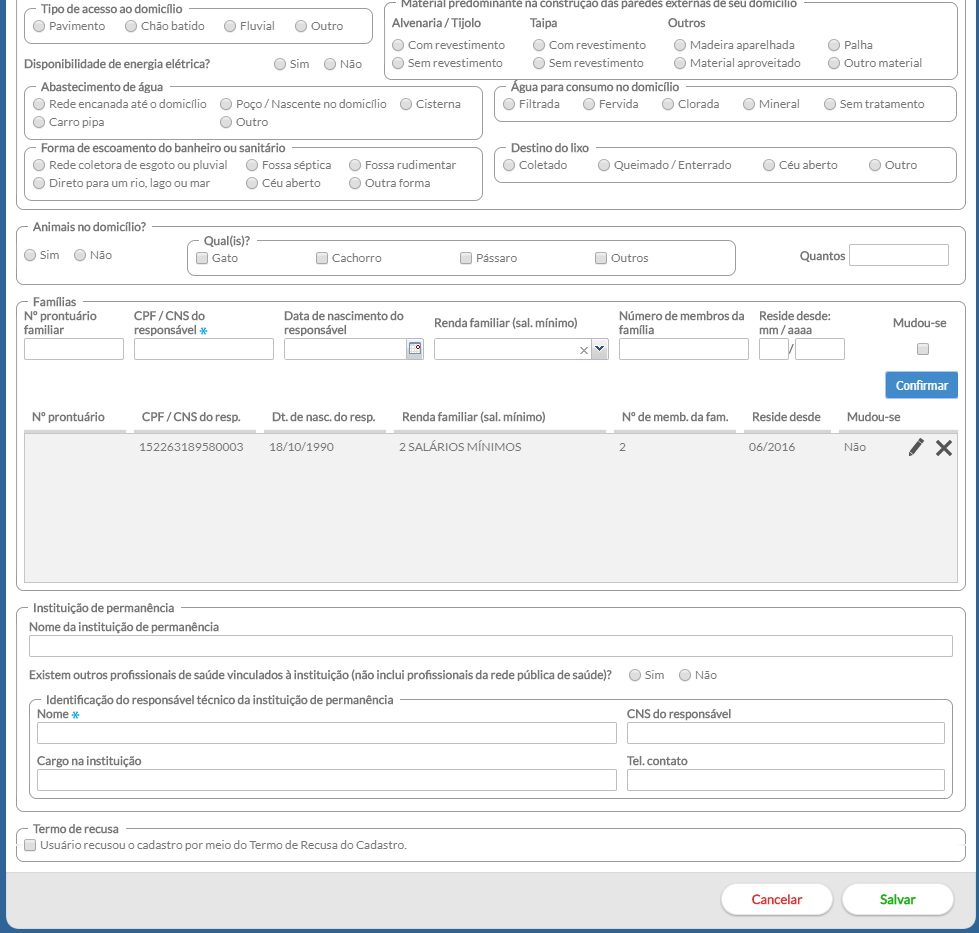 Tipo de acesso ao domicílio
Pavimento Chão batido Fluvial Outro
Material predominante na construção das paredes externas de seu domicílio
Alvenaria / Tijolo Taipa Outros
Com revestimento Com revestimento Madeira aparelhada Palha
Sem revestimento Sem revestimento Material aproveitado Outro material
Disponibilidade de energia elétrica? Sim Não
Abastecimento de água
Rede encanada até o domicílio Poço / Nascente no domicílio Cisterna
Carro pipa Outro
Água para consumo no domicílio
Filtrada Fervida Clorada Mineral Sem tratamento
Forma de escoamento do banheiro ou sanitário
Rede coletora de esgoto ou pluvial Fossa séptica Fossa rudimentar
Direto para um rio, lago ou mar Céu aberto Outra forma
Destino do lixo
Coletado Queimado / Enterrado Céu aberto Outro
Animais no domicílio?
Sim Não
Qual(is)?
Gato Cachorro Pássaro Outros
Quantos
Famílias
Nº prontuário familiar
CPF / CNS do responsável *
Data de nascimento do responsável
Renda familiar (sal. mínimo)
Número de membros da família
Reside desde: mm / aaaa
/
Mudou-se
Confirmar
Nº prontuário CPF / CNS do resp. Dt. de nasc. do resp. Renda familiar (sal. mínimo) Nº de memb. da fam. Reside desde Mudou-se
152263189580003 18/10/1990 2 SALÁRIOS MÍNIMOS 2 06/2016 Não
Instituição de permanência
Nome da instituição de permanência
Existem outros profissionais de saúde vinculados à instituição (não inclui profissionais da rede pública de saúde)? Sim Não
Identificação do responsável técnico da instituição de permanência
Nome * CNS do responsável
Cargo na instituição Tel. contato
Termo de recusa
Usuário recusou o cadastro por meio do Termo de Recusa do Cadastro.
Cancelar Salvar